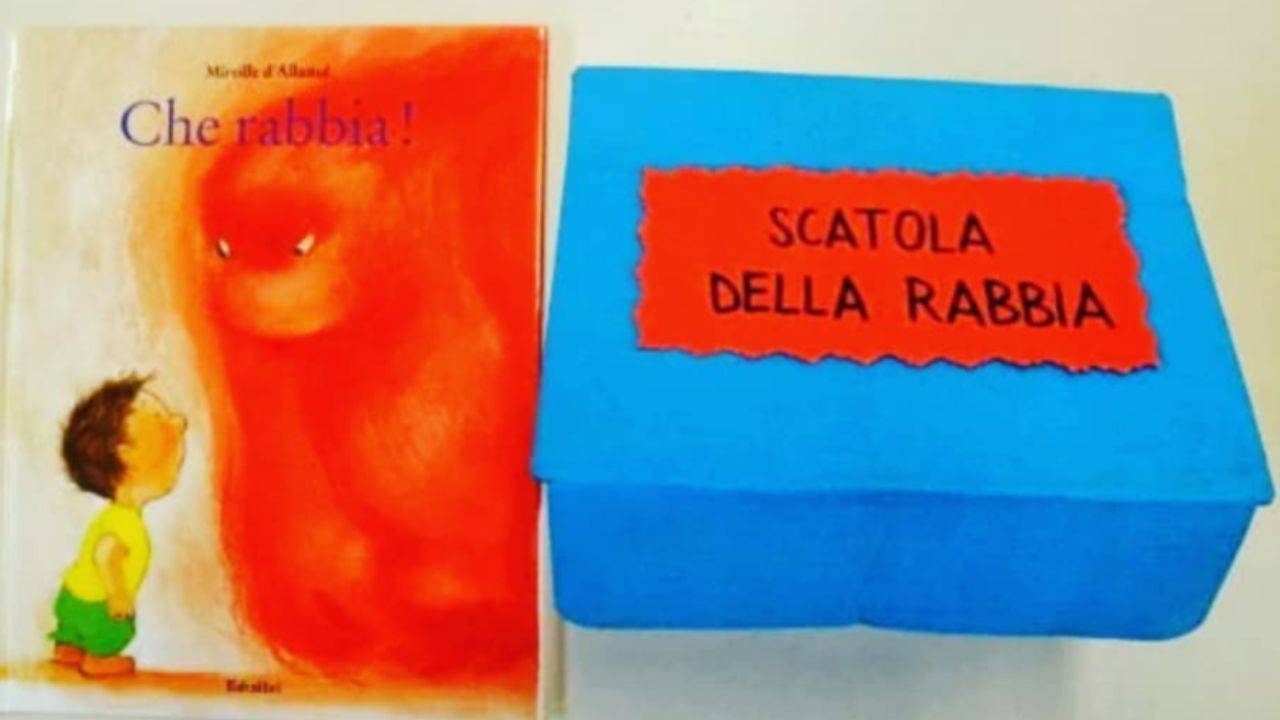 Mireille d'Allancé
Che rabbia!
Babalibri
SCATOLA
DELLA RABBIA